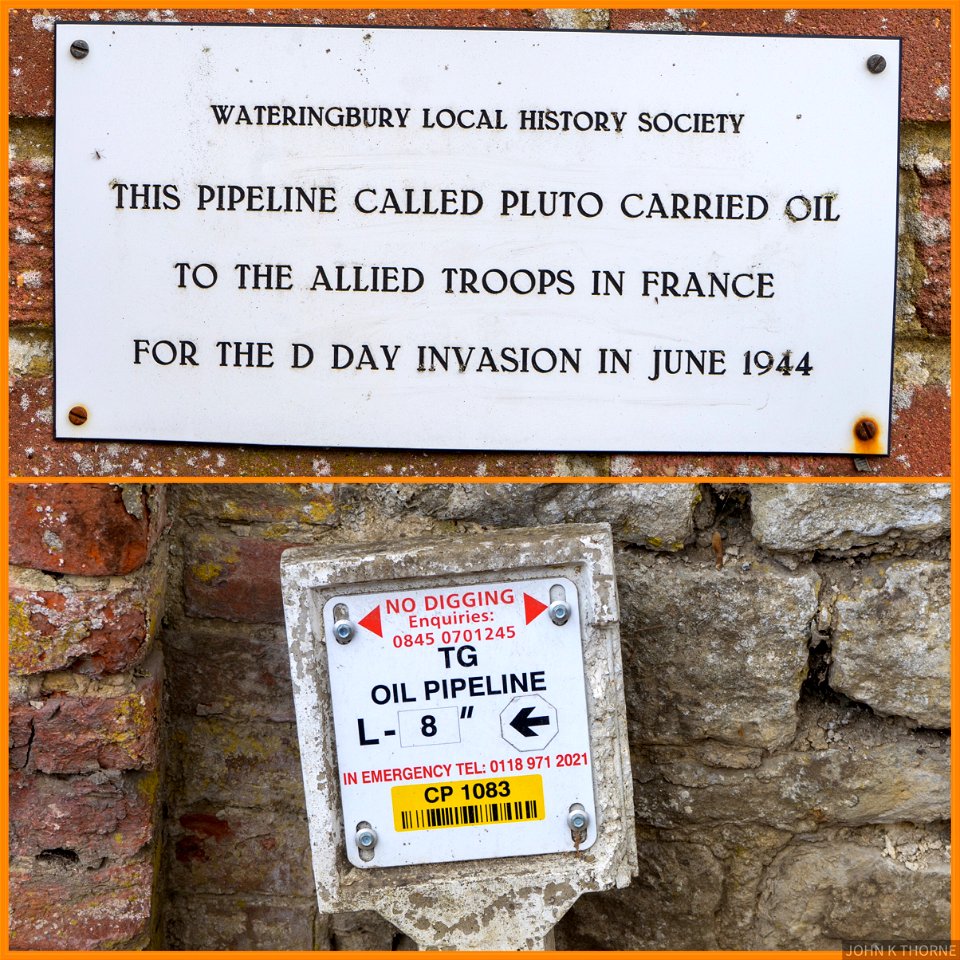 WATERINGBURY LOCAL HISTORY SOCIETY
THIS PIPELINE CALLED PLUTO CARRIED OIL
TO THE ALLIED TROOPS IN FRANCE
FOR THE D DAY INVASION IN JUNE 1944
NO DIGGING
Enquiries:
0845 0701245
TG
OIL PIPELINE
L- 8 "
IN EMERGENCY TEL: 0118 971 2021
CP 1083
JOHN K THORNE